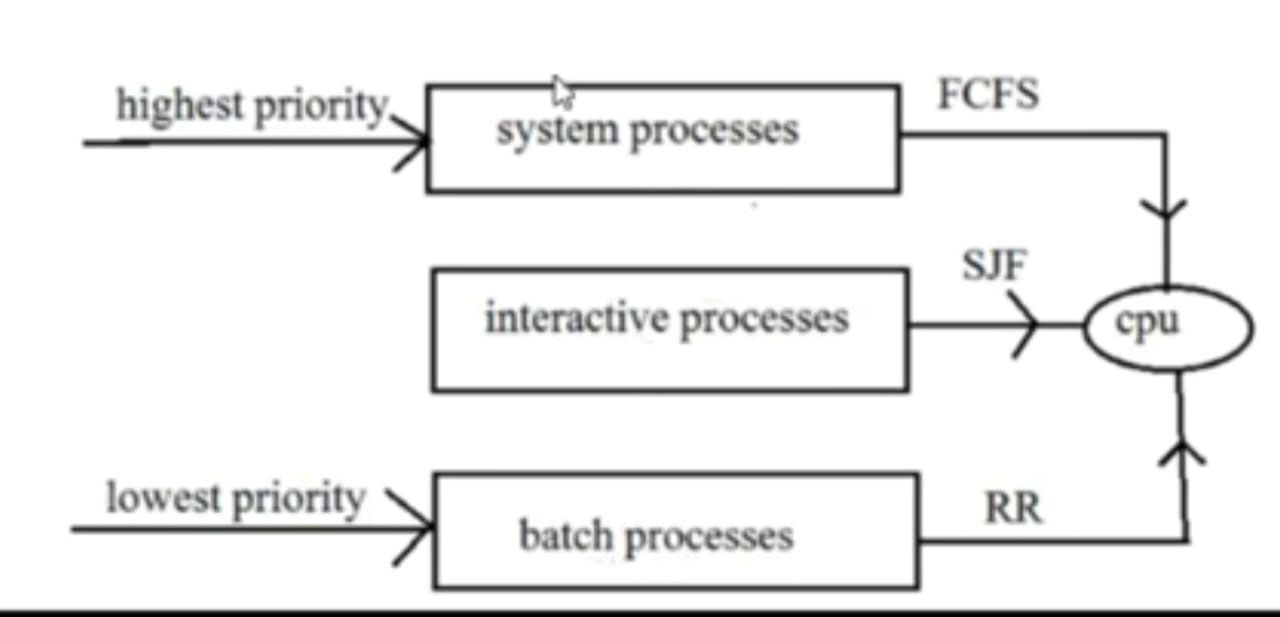 highest priority
system processes
FCFS
interactive processes
SJF
cpu
lowest priority
batch processes
RR